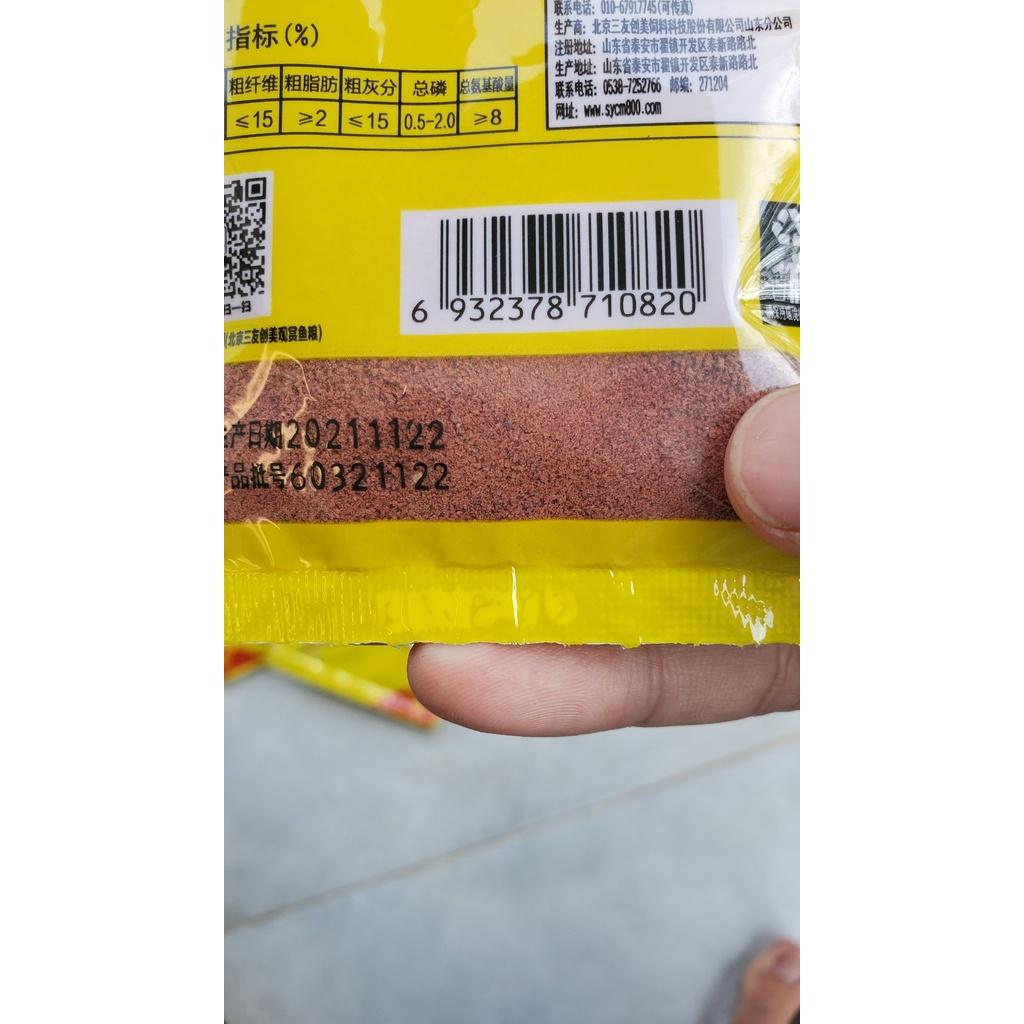 联系电话: 010-67917745(可传真)
生产商: 北京三友创美饲料科技股份有限公司山东分公司
注册地址: 山东省泰安市翟镇开发区泰新路路北
生产地址: 山东省泰安市翟镇开发区泰新路路北
联系电话: 0538-7252766 邮编: 271204
网址: www.sycm800.com
指标(%)
粗纤维 粗脂肪 粗灰分 总磷 总氨基酸量
≤15 ≥2 ≤15 0.5-2.0 ≥8
扫一扫
(北京三友创美观赏鱼粮)
6 932378 710820
生产日期20211122
产品批号60321122